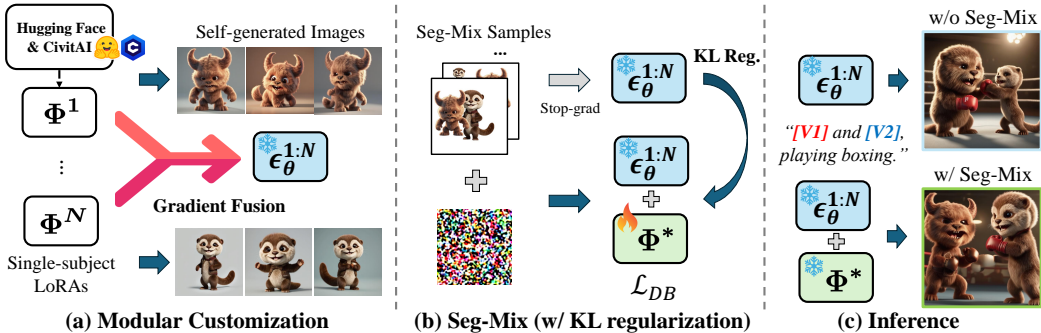 Hugging Face
& CivitAI
Φ¹
⋮
Φᴺ
Single-subject
LoRAs
Self-generated Images
ϵ_θ^{1:N}
Gradient Fusion
(a) Modular Customization
Seg-Mix Samples
...
Stop-grad
ϵ_θ^{1:N}
KL Reg.
ϵ_θ^{1:N}
+
Φ*
ℒ_{DB}
(b) Seg-Mix (w/ KL regularization)
w/o Seg-Mix
ϵ_θ^{1:N}
“[V1] and [V2],
playing boxing.”
w/ Seg-Mix
ϵ_θ^{1:N}
+
Φ*
(c) Inference